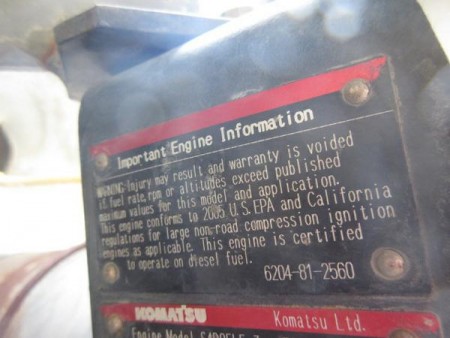 Important Engine Information
WARNING:Injury may result and warranty is voided
if fuel rate,rpm or altitudes exceed published
maximum values for this model and application.
This engine conforms to 2005 U.S.EPA and California
regulations for large non-road compression ignition
engines as applicable. This engine is certified
to operate on diesel fuel.
6204-81-2560
KOMATSU Komatsu Ltd.
Engine Model